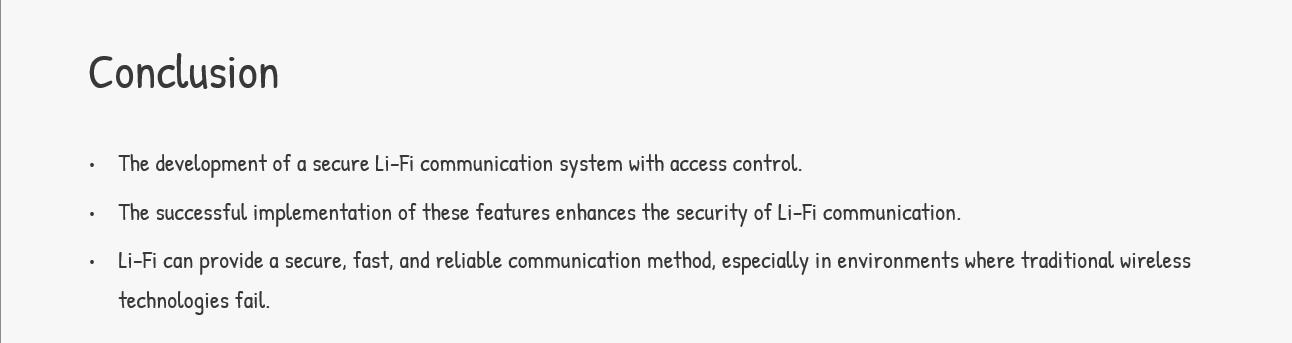 Conclusion
• The development of a secure Li-Fi communication system with access control.
• The successful implementation of these features enhances the security of Li-Fi communication.
• Li-Fi can provide a secure, fast, and reliable communication method, especially in environments where traditional wireless
technologies fail.